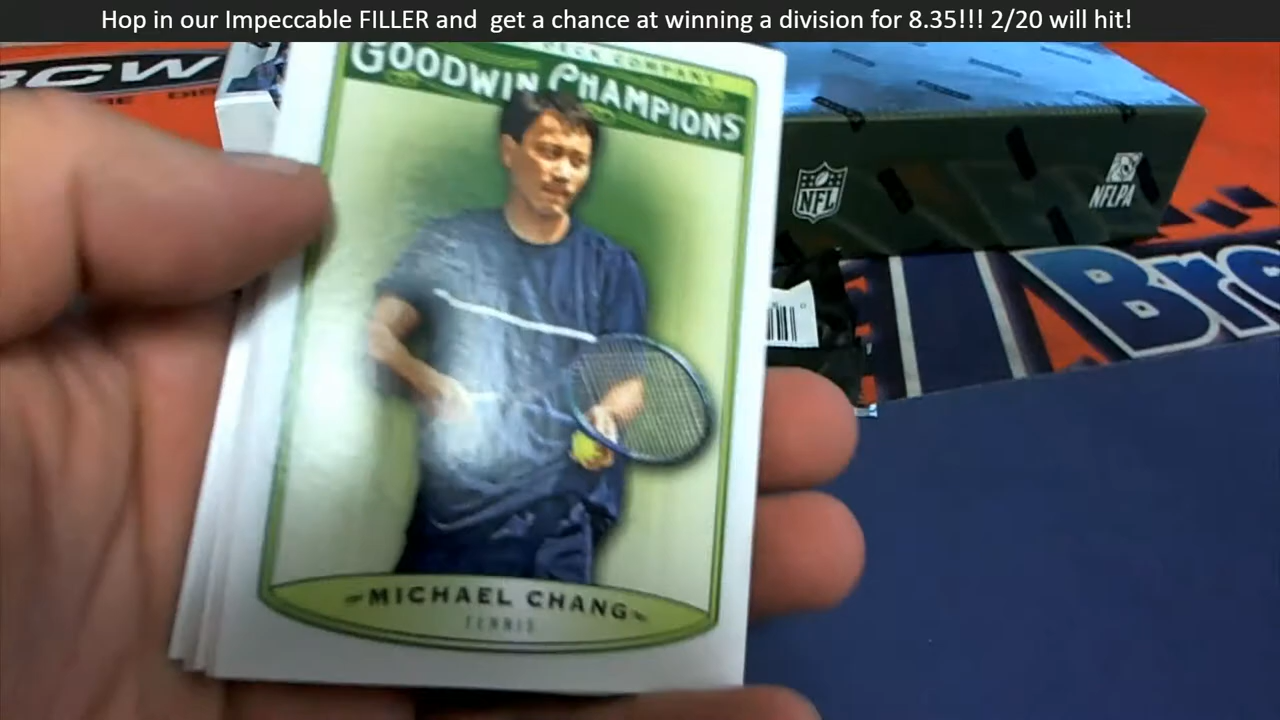 Hop in our Impeccable FILLER and  get a chance at winning a division for 8.35!!! 2/20 will hit!
BCW
DECK COMPANY
GOODWIN CHAMPIONS
NFL
NFLPA
Bro
MICHAEL CHANG
TENNIS